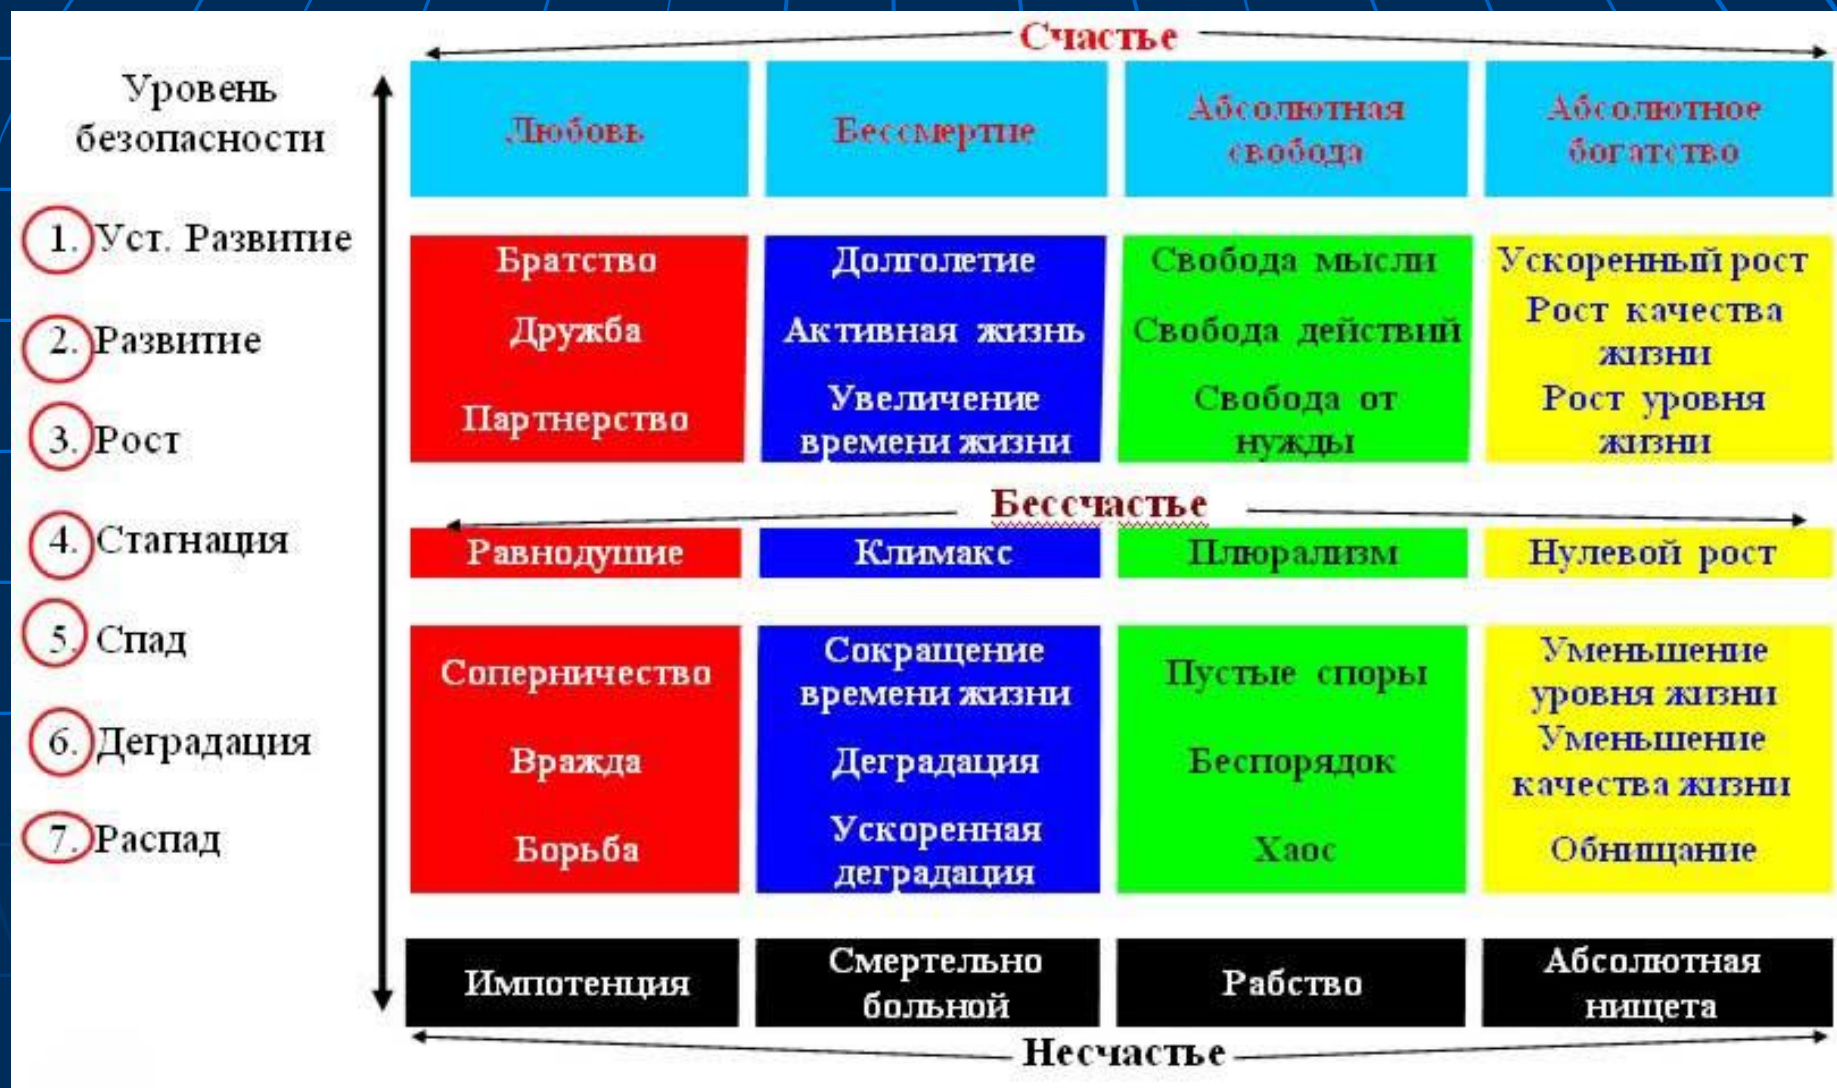 Счастье
Уровень
безопасности
Любовь
Бессмертие
Абсолютная
свобода
Абсолютное
богатство
1. Уст. Развитие
Братство
Долголетие
Свобода мысли
Ускоренный рост
2. Развитие
Дружба
Активная жизнь
Свобода действий
Рост качества
жизни
3. Рост
Партнерство
Увеличение
времени жизни
Свобода от
нужды
Рост уровня
жизни
Бессчастье
4. Стагнация
Равнодушие
Климакс
Плюрализм
Нулевой рост
5. Спад
Соперничество
Сокращение
времени жизни
Пустые споры
Уменьшение
уровня жизни
6. Деградация
Вражда
Деградация
Беспорядок
Уменьшение
качества жизни
7. Распад
Борьба
Ускоренная
деградация
Хаос
Обнищание
Импотенция
Смертельно
больной
Рабство
Абсолютная
нищета
Несчастье